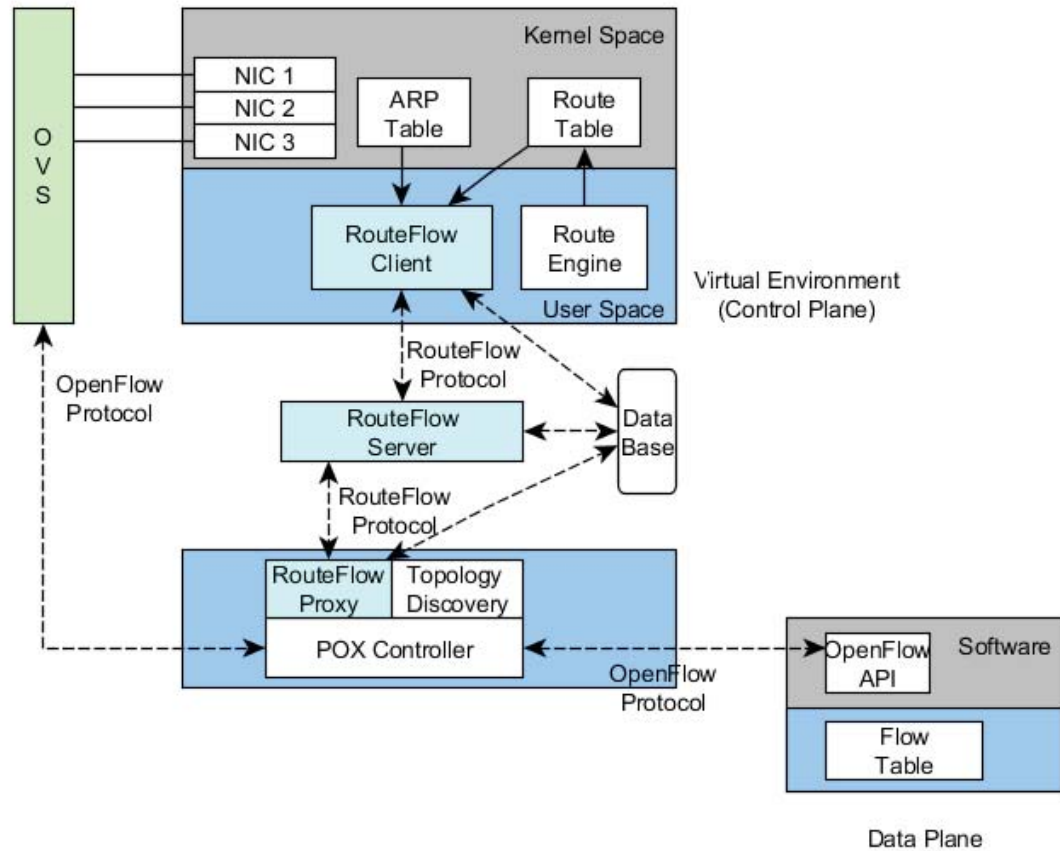 Kernel Space
NIC 1
NIC 2
NIC 3
ARP
Table
Route
Table
O
V
S
RouteFlow
Client
Route
Engine
User Space
Virtual Environment
(Control Plane)
RouteFlow
Protocol
OpenFlow
Protocol
RouteFlow
Server
Data
Base
RouteFlow
Protocol
RouteFlow
Proxy
Topology
Discovery
POX Controller
OpenFlow
Protocol
OpenFlow
API
Software
Flow
Table
Data Plane